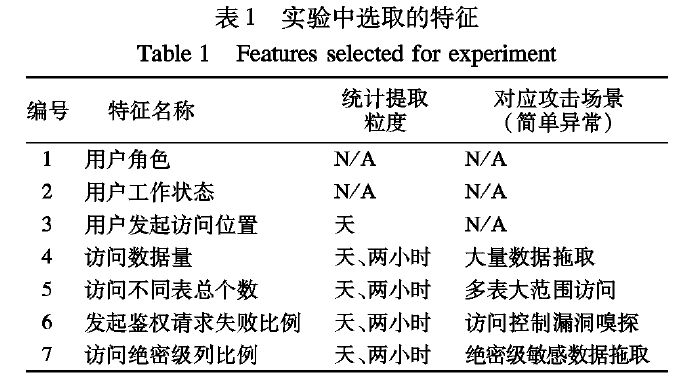 表1 实验中选取的特征
Table 1 Features selected for experiment
编号 特征名称 统计提取粒度 对应攻击场景（简单异常）
1 用户角色 N/A N/A
2 用户工作状态 N/A N/A
3 用户发起访问位置 天 N/A
4 访问数据量 天、两小时 大量数据拖取
5 访问不同表总个数 天、两小时 多表大范围访问
6 发起鉴权请求失败比例 天、两小时 访问控制漏洞嗅探
7 访问绝密级列比例 天、两小时 绝密级敏感数据拖取